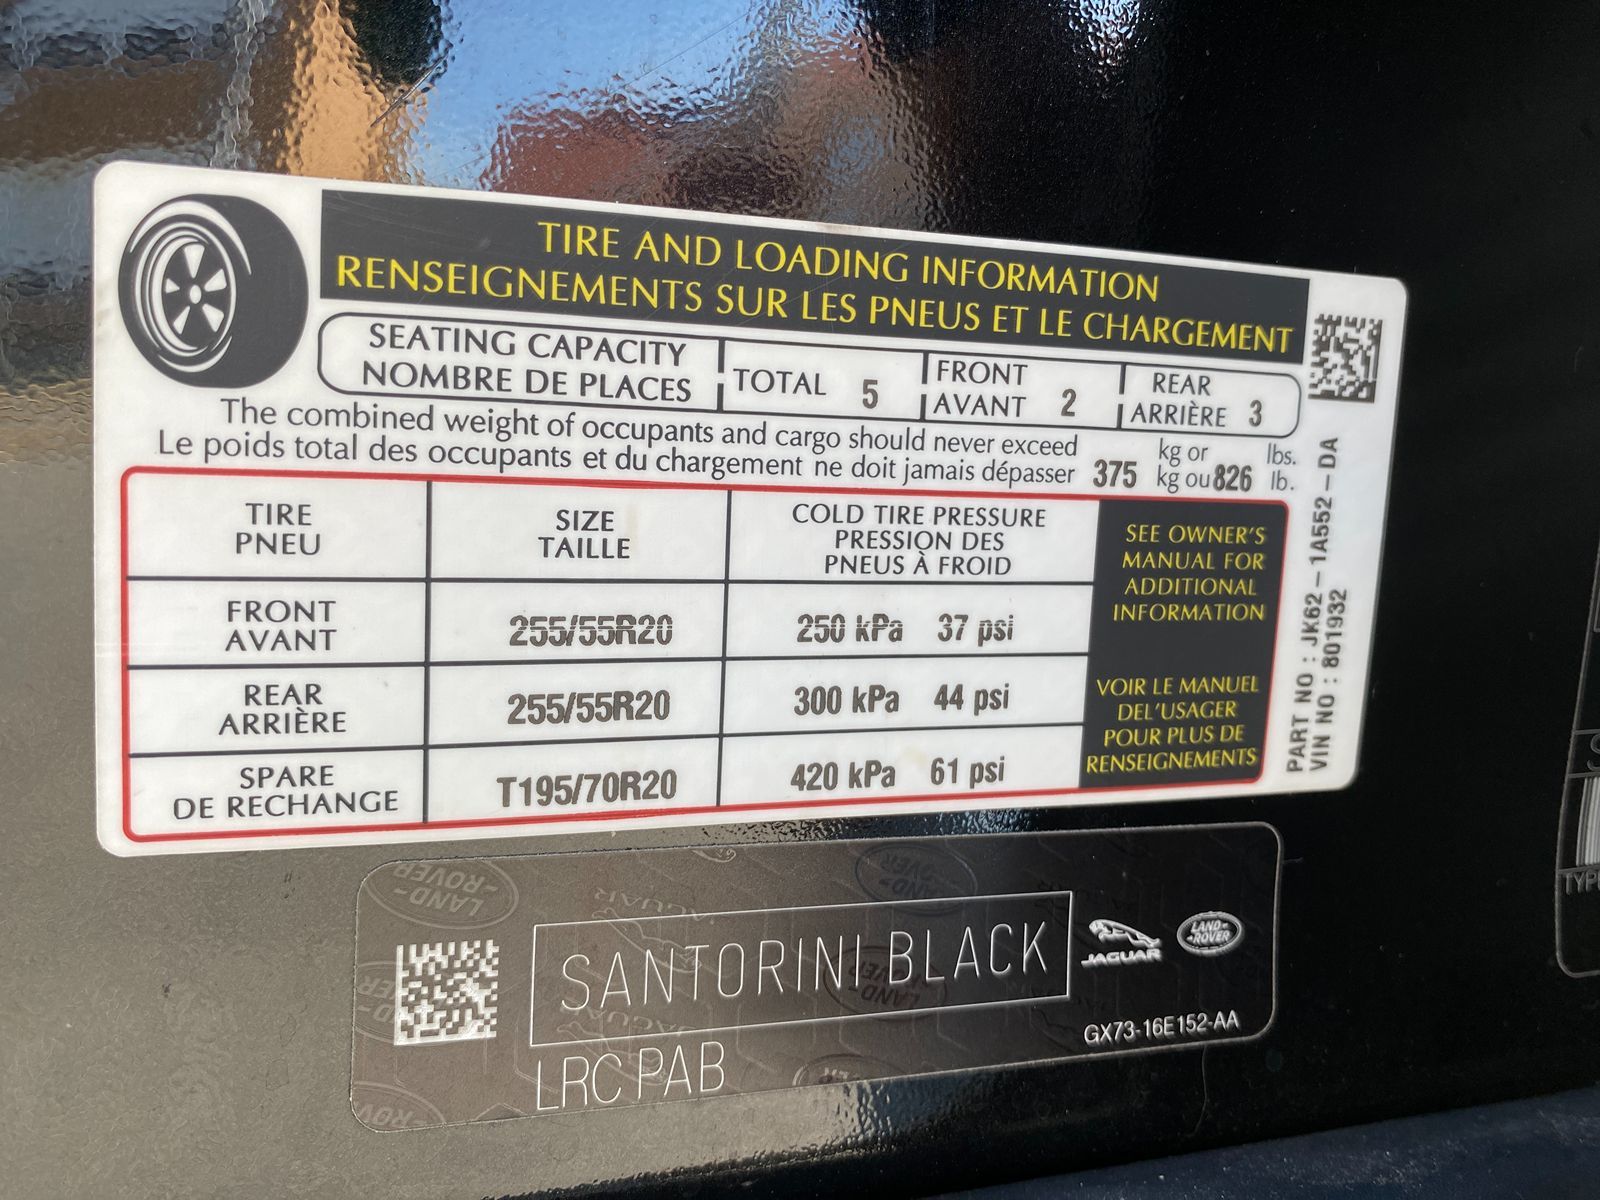 TIRE AND LOADING INFORMATION
RENSEIGNEMENTS SUR LES PNEUS ET LE CHARGEMENT
SEATING CAPACITY
NOMBRE DE PLACES
TOTAL 5
FRONT
AVANT 2
REAR
ARRIÈRE 3
The combined weight of occupants and cargo should never exceed kg or lbs.
Le poids total des occupants et du chargement ne doit jamais dépasser 375 kg ou 826 lb.
TIRE
PNEU
SIZE
TAILLE
COLD TIRE PRESSURE
PRESSION DES
PNEUS À FROID
FRONT
AVANT
255/55R20
250 kPa 37 psi
REAR
ARRIÈRE
255/55R20
300 kPa 44 psi
SPARE
DE RECHANGE
T195/70R20
420 kPa 61 psi
SEE OWNER'S
MANUAL FOR
ADDITIONAL
INFORMATION
VOIR LE MANUEL
DEL'USAGER
POUR PLUS DE
RENSEIGNEMENTS
PART NO : JK62-1A552-DA
VIN NO : 801932
SANTORINI BLACK
JAGUAR
LAND-
ROVER
GX73-16E152-AA
LRC PAB